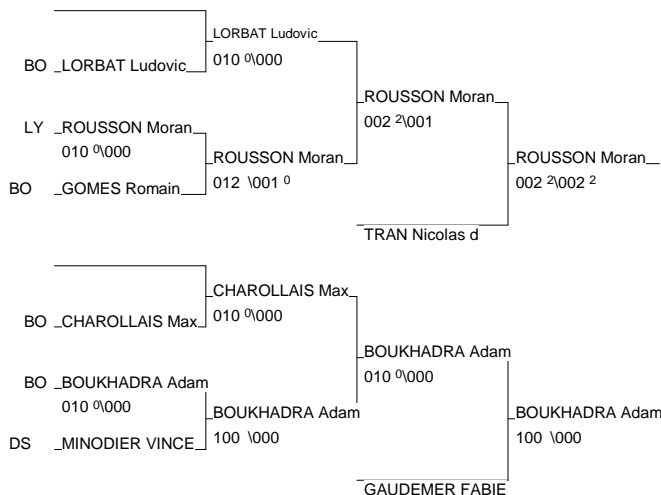 LORBAT Ludovic
010 0\000
BO LORBAT Ludovic
ROUSSON Moran
002 2\001
LY ROUSSON Moran
010 0\000
ROUSSON Moran
012 \001 0
ROUSSON Moran
002 2\002 2
BO GOMES Romain
TRAN Nicolas d
CHAROLLAIS Max
010 0\000
BO CHAROLLAIS Max
BOUKHADRA Adam
010 0\000
BO BOUKHADRA Adam
010 0\000
BOUKHADRA Adam
100 \000
BOUKHADRA Adam
100 \000
DS MINODIER VINCE
GAUDEMER FABIE